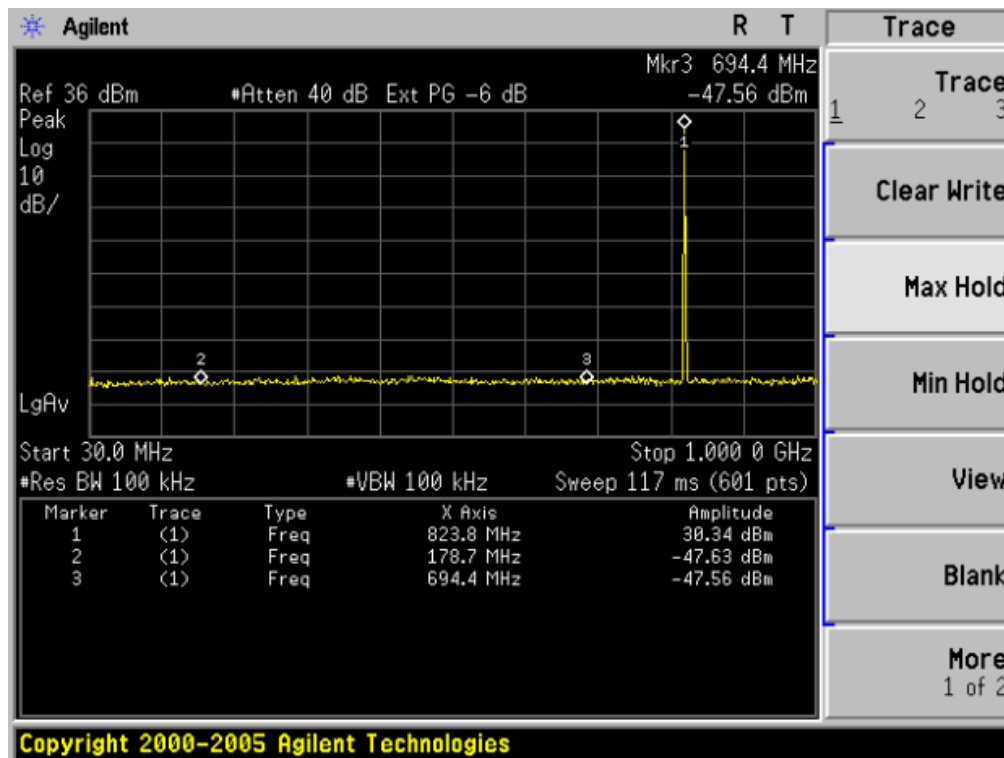 Agilent R T
Mkr3 694.4 MHz
Ref 36 dBm #Atten 40 dB Ext PG -6 dB -47.56 dBm
Peak
Log
10
dB/
1
2
3
LgAv
Start 30.0 MHz Stop 1.000 0 GHz
#Res BW 100 kHz #VBW 100 kHz Sweep 117 ms (601 pts)
Marker Trace Type X Axis Amplitude
1 (1) Freq 823.8 MHz 30.34 dBm
2 (1) Freq 178.7 MHz -47.63 dBm
3 (1) Freq 694.4 MHz -47.56 dBm
Copyright 2000-2005 Agilent Technologies
Trace
Trace
1 2 3
Clear Write
Max Hold
Min Hold
View
Blank
More
1 of 2